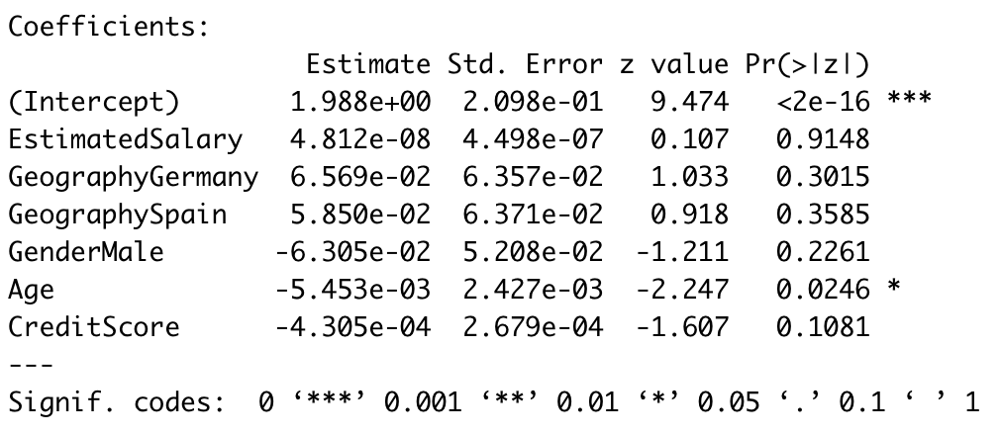 Coefficients:
                   Estimate Std. Error z value Pr(>|z|)
(Intercept)       1.988e+00  2.098e-01   9.474   <2e-16 ***
EstimatedSalary   4.812e-08  4.498e-07   0.107   0.9148
GeographyGermany  6.569e-02  6.357e-02   1.033   0.3015
GeographySpain    5.850e-02  6.371e-02   0.918   0.3585
GenderMale       -6.305e-02  5.208e-02  -1.211   0.2261
Age              -5.453e-03  2.427e-03  -2.247   0.0246 *
CreditScore      -4.305e-04  2.679e-04  -1.607   0.1081
---
Signif. codes:  0 ‘***’ 0.001 ‘**’ 0.01 ‘*’ 0.05 ‘.’ 0.1 ‘ ’ 1